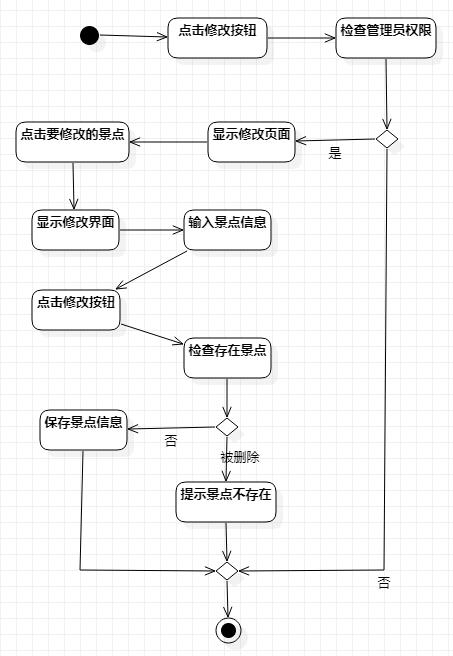 点击修改按钮
检查管理员权限
点击要修改的景点
显示修改页面
是
显示修改界面
输入景点信息
点击修改按钮
检查存在景点
保存景点信息
否
被删除
提示景点不存在
否